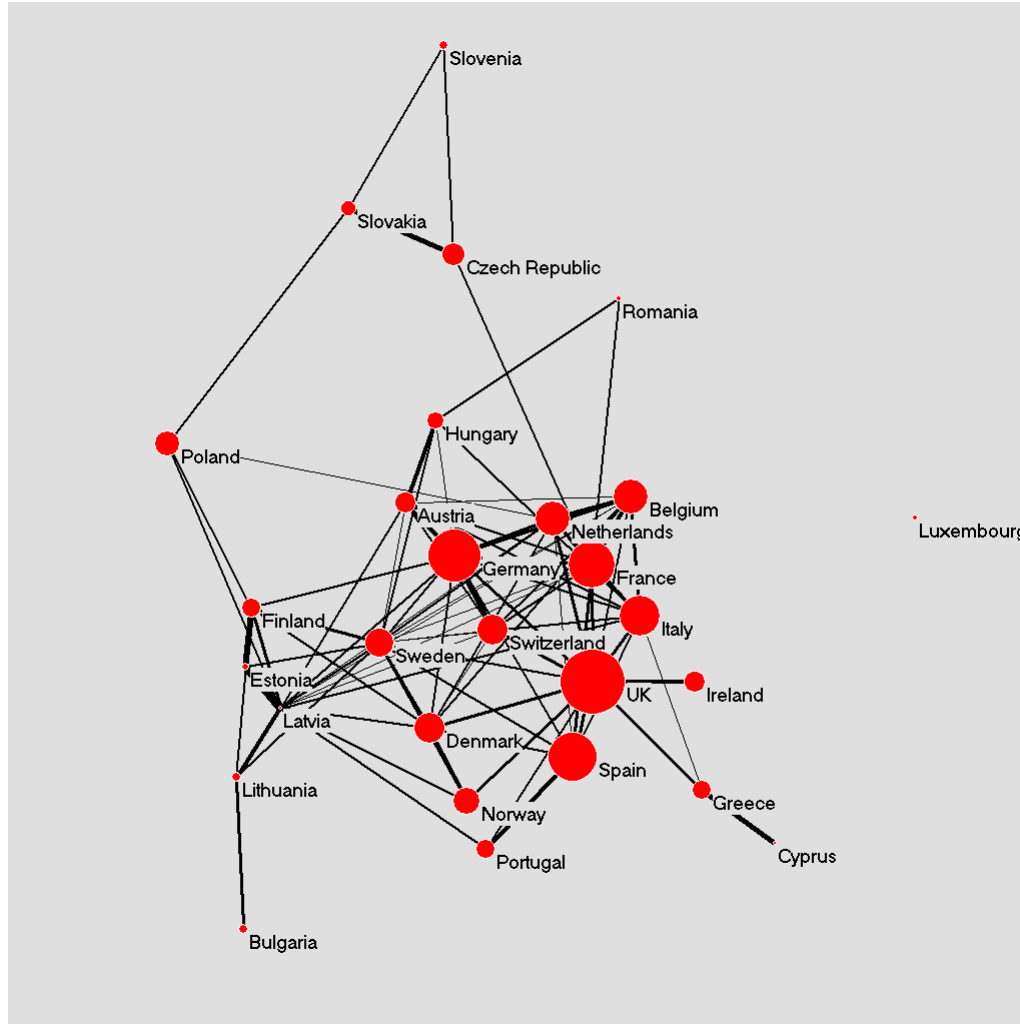 Slovenia
Slovakia
Czech Republic
Romania
Hungary
Poland
Belgium
Austria
Netherlands
Luxembourg
Germany
France
Finland
Italy
Switzerland
Sweden
Estonia
UK
Ireland
Latvia
Denmark
Spain
Lithuania
Greece
Norway
Cyprus
Portugal
Bulgaria